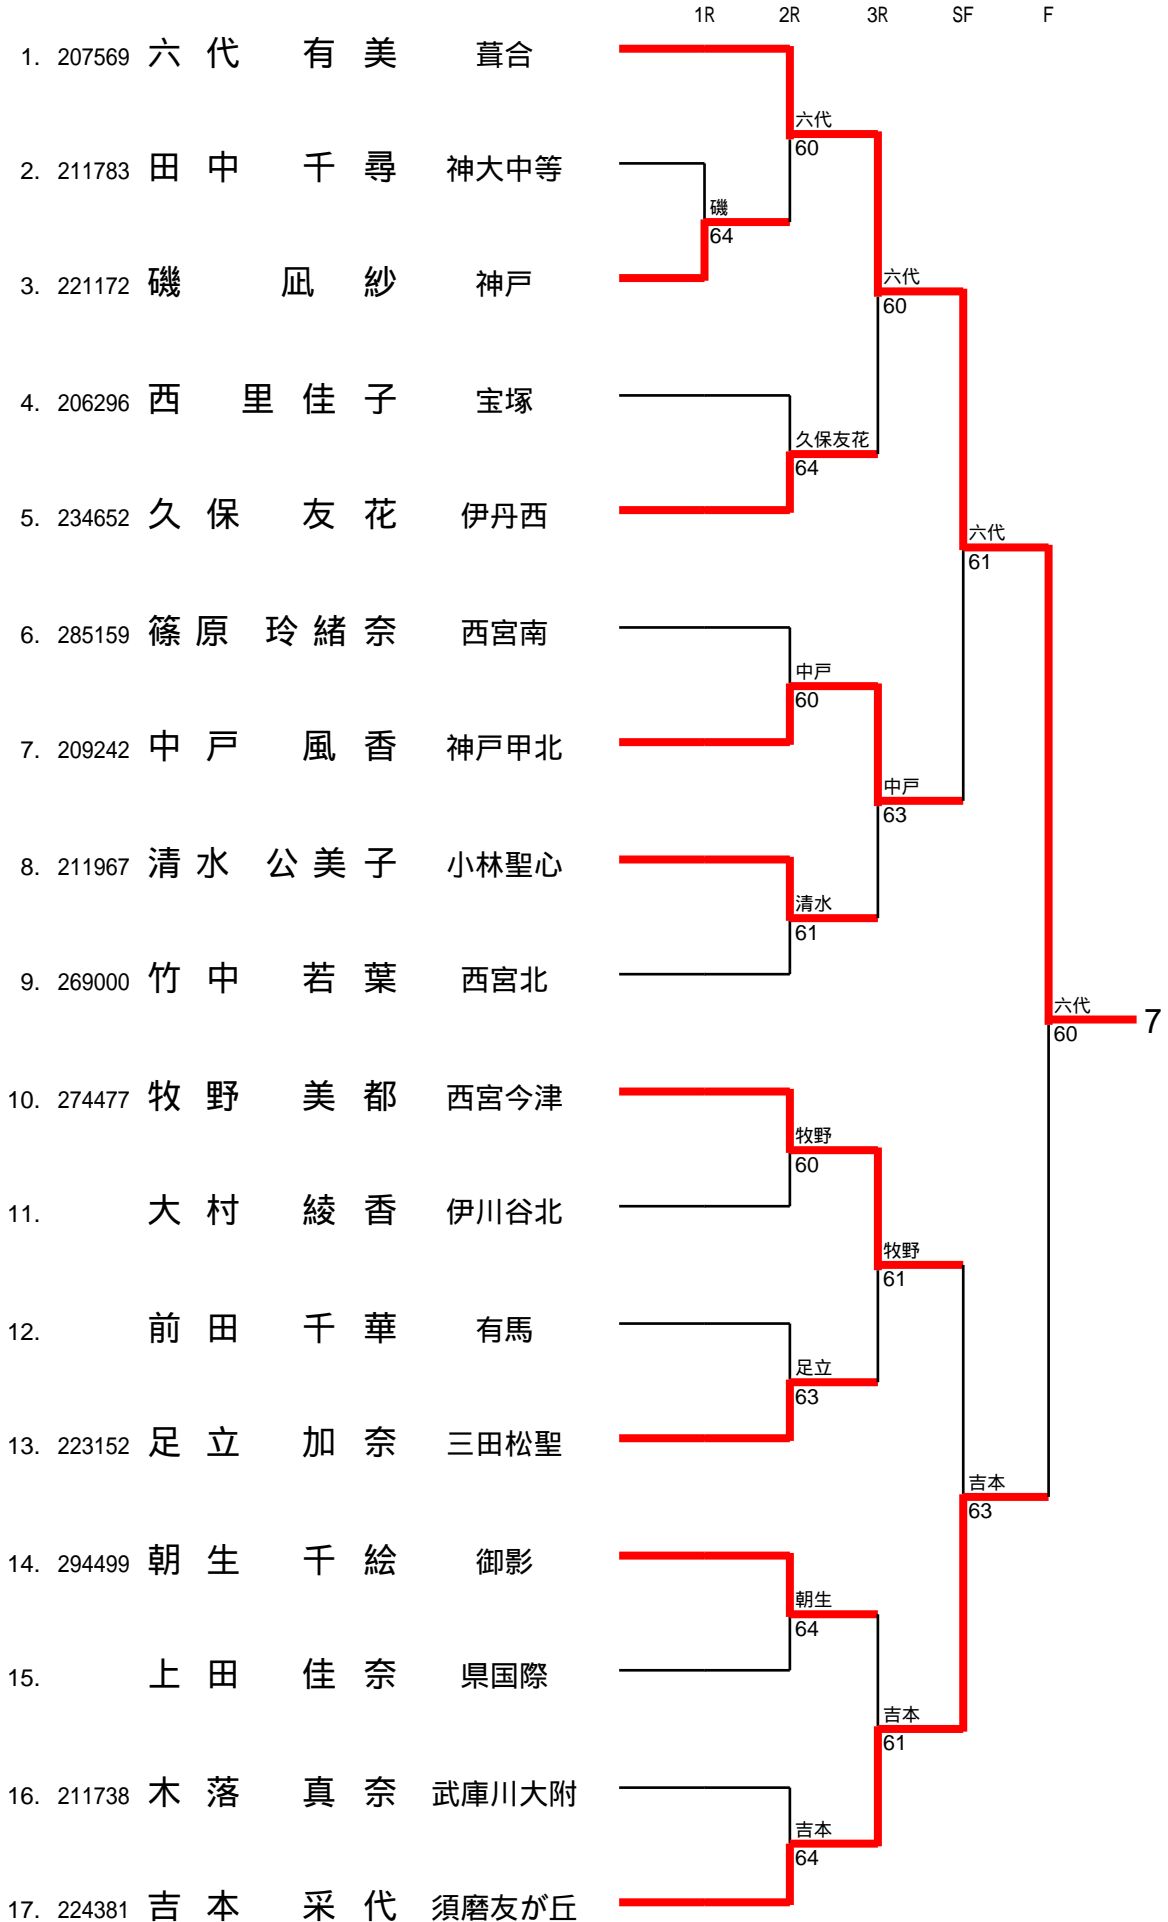 1R 2R 3R SF F
1. 207569 六代 有美 葺合
六代
60
2. 211783 田中 千尋 神大中等
磯
64
3. 221172 磯 凪紗 神戸
六代
60
4. 206296 西 里佳子 宝塚
久保友花
64
5. 234652 久保 友花 伊丹西
六代
61
6. 285159 篠原 玲緒奈 西宮南
中戸
60
7. 209242 中戸 風香 神戸甲北
中戸
63
8. 211967 清水 公美子 小林聖心
清水
61
9. 269000 竹中 若葉 西宮北
六代
60
7
10. 274477 牧野 美都 西宮今津
牧野
60
11. 大村 綾香 伊川谷北
牧野
61
12. 前田 千華 有馬
足立
63
13. 223152 足立 加奈 三田松聖
吉本
63
14. 294499 朝生 千絵 御影
朝生
64
15. 上田 佳奈 県国際
吉本
61
16. 211738 木落 真奈 武庫川大附
吉本
64
17. 224381 吉本 采代 須磨友が丘